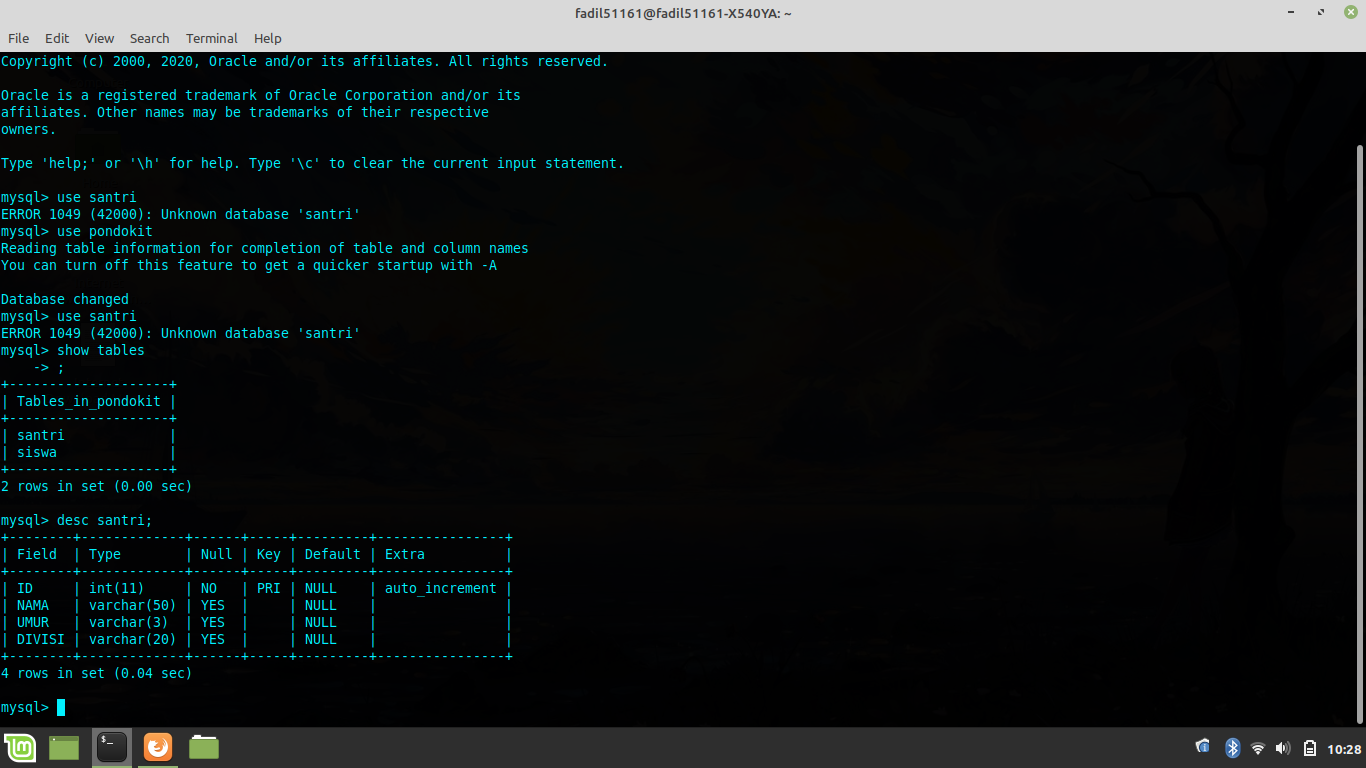 fadil51161@fadil51161-X540YA: ~
File Edit View Search Terminal Help
Copyright (c) 2000, 2020, Oracle and/or its affiliates. All rights reserved.
Oracle is a registered trademark of Oracle Corporation and/or its
affiliates. Other names may be trademarks of their respective
owners.
Type 'help;' or '\h' for help. Type '\c' to clear the current input statement.
mysql> use santri
ERROR 1049 (42000): Unknown database 'santri'
mysql> use pondokit
Reading table information for completion of table and column names
You can turn off this feature to get a quicker startup with -A
Database changed
mysql> use santri
ERROR 1049 (42000): Unknown database 'santri'
mysql> show tables
    -> ;
+--------------------+
| Tables_in_pondokit |
+--------------------+
| santri             |
| siswa              |
+--------------------+
2 rows in set (0.00 sec)
mysql> desc santri;
+--------+-------------+------+-----+---------+----------------+
| Field  | Type        | Null | Key | Default | Extra          |
+--------+-------------+------+-----+---------+----------------+
| ID     | int(11)     | NO   | PRI | NULL    | auto_increment |
| NAMA   | varchar(50) | YES  |     | NULL    |                |
| UMUR   | varchar(3)  | YES  |     | NULL    |                |
| DIVISI | varchar(20) | YES  |     | NULL    |                |
+--------+-------------+------+-----+---------+----------------+
4 rows in set (0.04 sec)
mysql>
$_
10:28